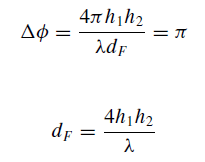 Δϕ = 4πh₁h₂ / λd_F = π
d_F = 4h₁h₂ / λ